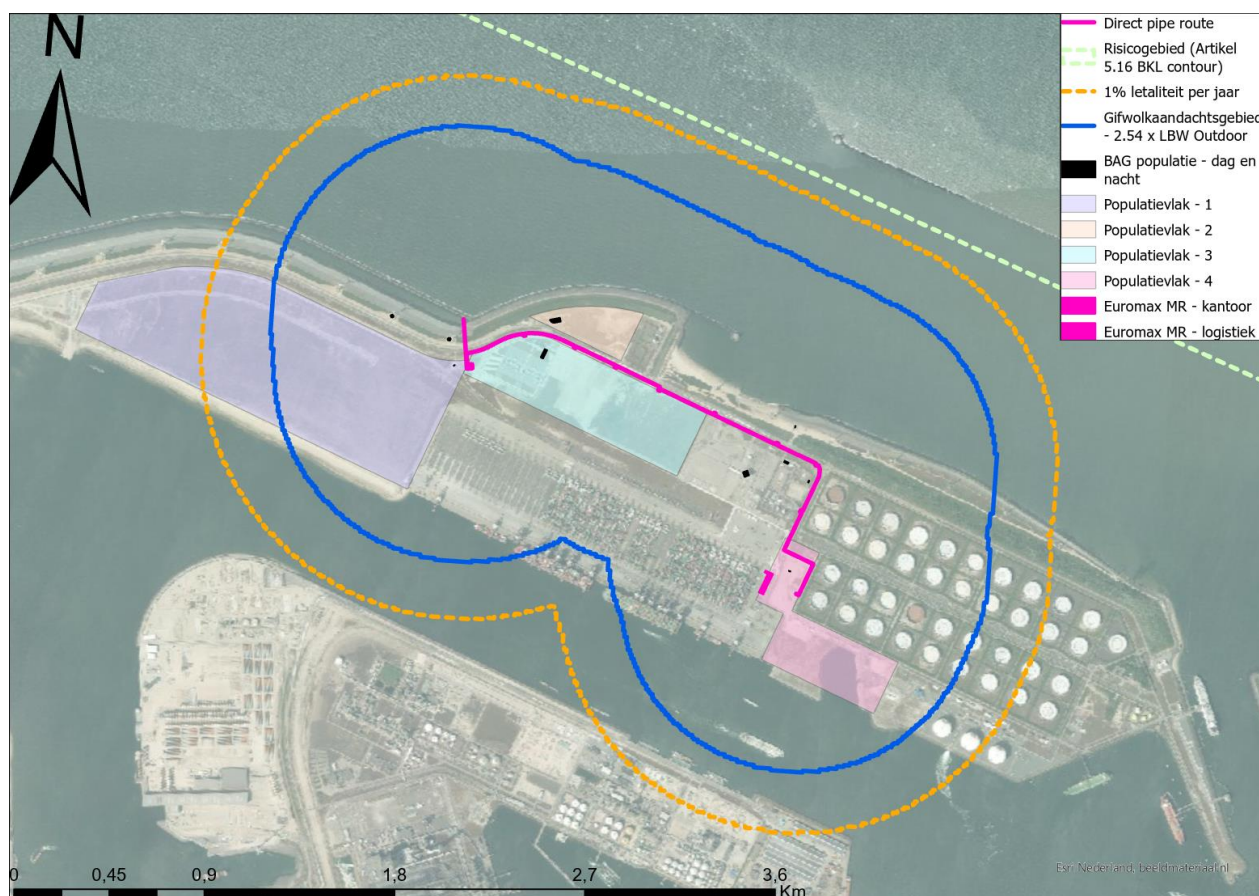 N
Direct pipe route
Risicogebied (Artikel
5.16 BKL contour)
1% letaliteit per jaar
Gifwolkaandachtsgebied
- 2.54 x LBW Outdoor
BAG populatie - dag en
nacht
Populatievlak - 1
Populatievlak - 2
Populatievlak - 3
Populatievlak - 4
Euromax MR - kantoor
Euromax MR - logistiek
Esri Nederland, beeldmateriaal.nl
0 0,45 0,9 1,8 2,7 3,6
Km